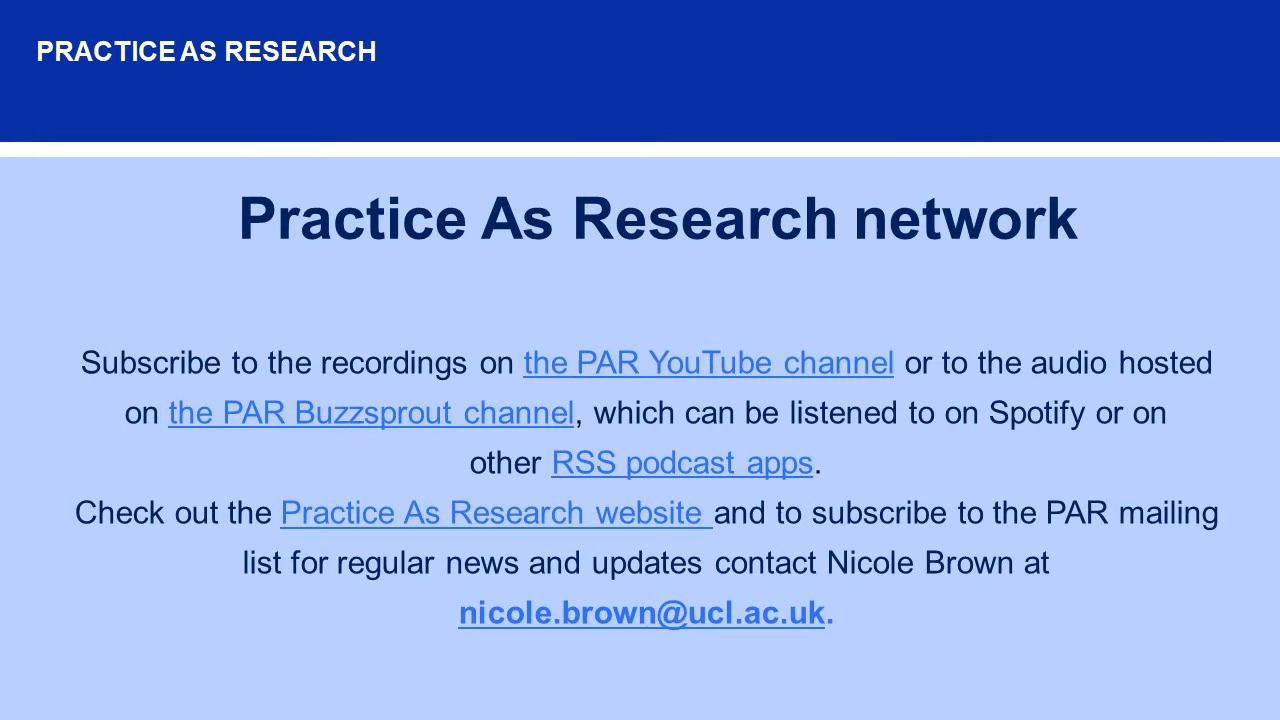 PRACTICE AS RESEARCH
Practice As Research network
Subscribe to the recordings on the PAR YouTube channel or to the audio hosted
on the PAR Buzzsprout channel, which can be listened to on Spotify or on
other RSS podcast apps.
Check out the Practice As Research website and to subscribe to the PAR mailing
list for regular news and updates contact Nicole Brown at
nicole.brown@ucl.ac.uk.